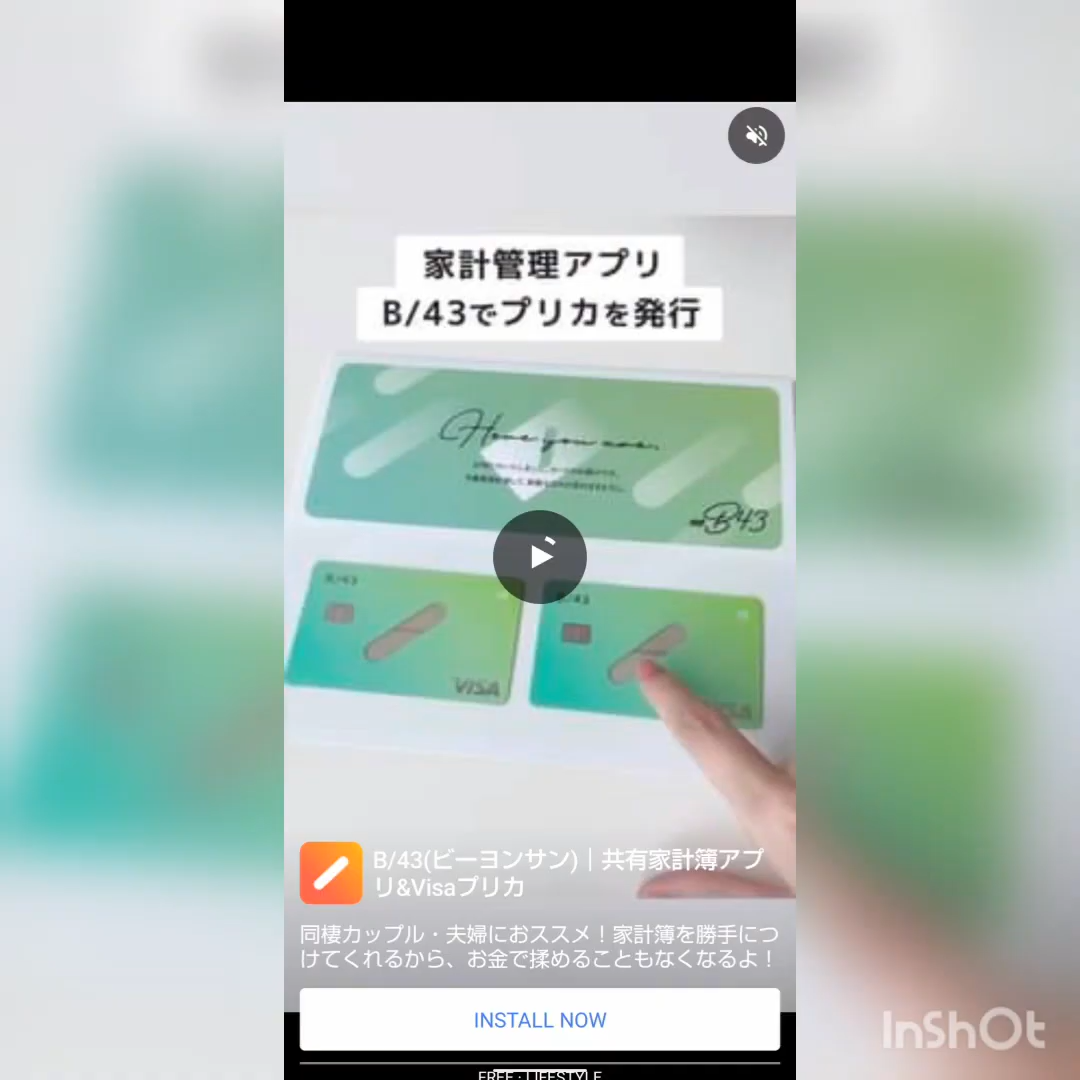 家計管理アプリ
B/43でプリカを発行
B/43
B/43
VISA
B/43
VISA
B/43(ビーヨンサン)｜共有家計簿アプ
リ&Visaプリカ
同棲カップル・夫婦におススメ！家計簿を勝手につ
けてくれるから、お金で揉めることもなくなるよ！
INSTALL NOW
FREE · LIFESTYLE
InShOt